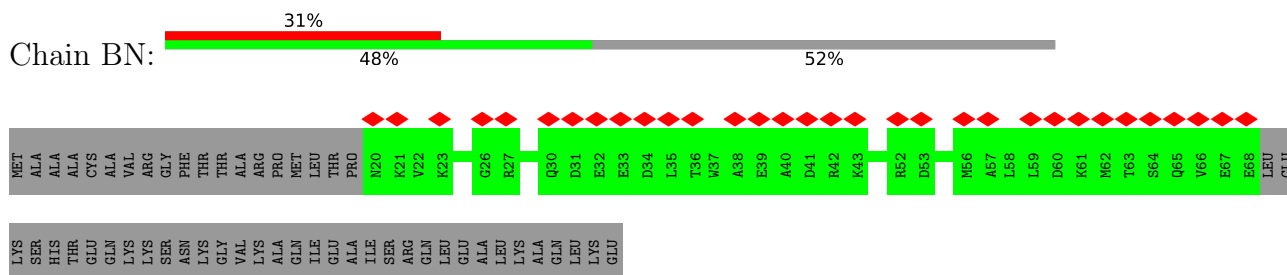 31%
Chain BN:
48% 52%
MET ALA ALA ALA CYS ALA VAL ARG GLY PHE THR THR ALA ARG PRO MET LEU THR PRO N20 K21 V22 K23 G26 R27 Q30 D31 E32 E33 D34 L35 T36 W37 A38 E39 A40 D41 R42 K43 R52 D53 M56 A57 L58 L59 D60 K61 M62 T63 S64 Q65 V66 E67 E68 LEU GLU
LYS SER HIS THR GLU GLN LYS LYS SER ASN LYS GLY VAL LYS ALA GLN ILE GLU ALA ILE SER ARG GLN LEU GLU ALA LEU LYS ALA GLN LEU LYS GLU